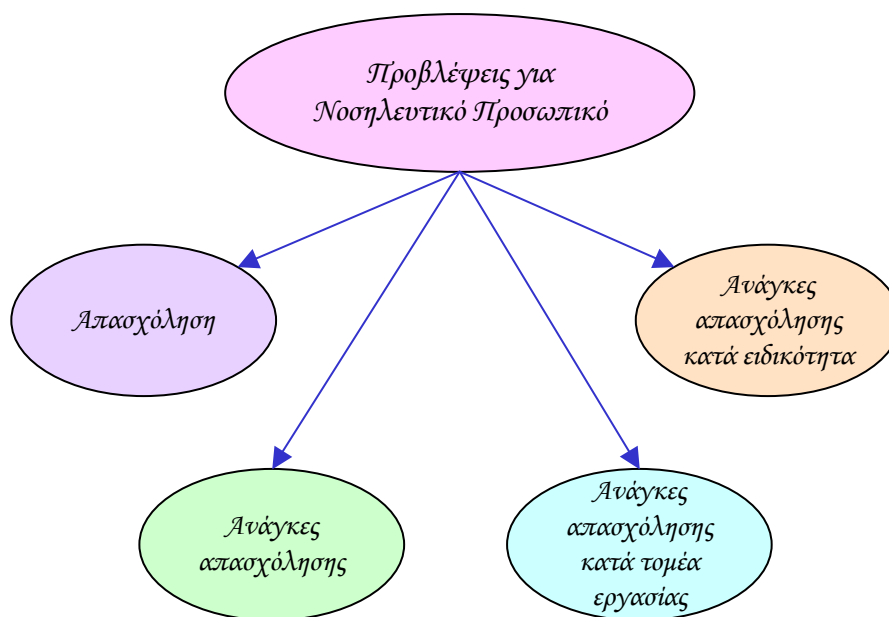 Προβλέψεις για
Νοσηλευτικό Προσωπικό
Απασχόληση
Ανάγκες
απασχόλησης
κατά ειδικότητα
Ανάγκες
απασχόλησης
Ανάγκες
απασχόλησης
κατά τομέα
εργασίας